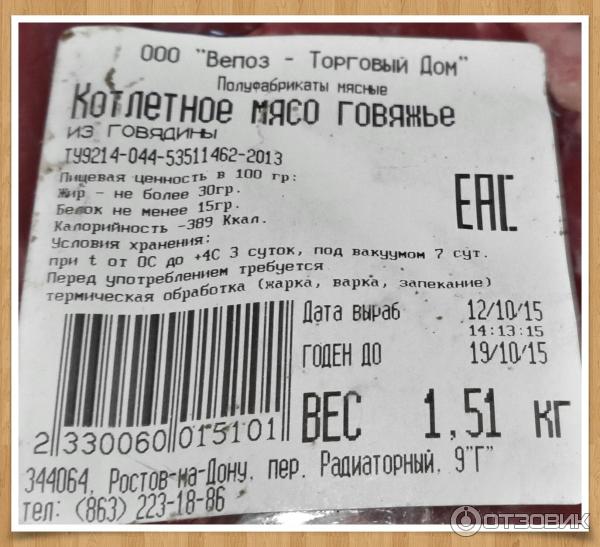 ООО "Вепоз - Торговый Дом"
Полуфабрикаты мясные
Котлетное мясо говяжье
из говядины
ТУ9214-044-53511462-2013
Пищевая ценность в 100 гр:
Жир - не более 30гр.
Белок не менее 15гр.
Калорийность -389 Ккал.
Условия хранения:
при t от 0С до +4С 3 суток, под вакуумом 7 сут.
Перед употреблением требуется
термическая обработка (жарка, варка, запекание)
ЕАС
Дата выраб 12/10/15
14:13:15
ГОДЕН ДО 19/10/15
ВЕС 1,51 кг
2 330060 015101
344064, Ростов-на-Дону, пер. Радиаторный, 9"Г"
тел: (863) 223-18-86
ОТЗОВИК